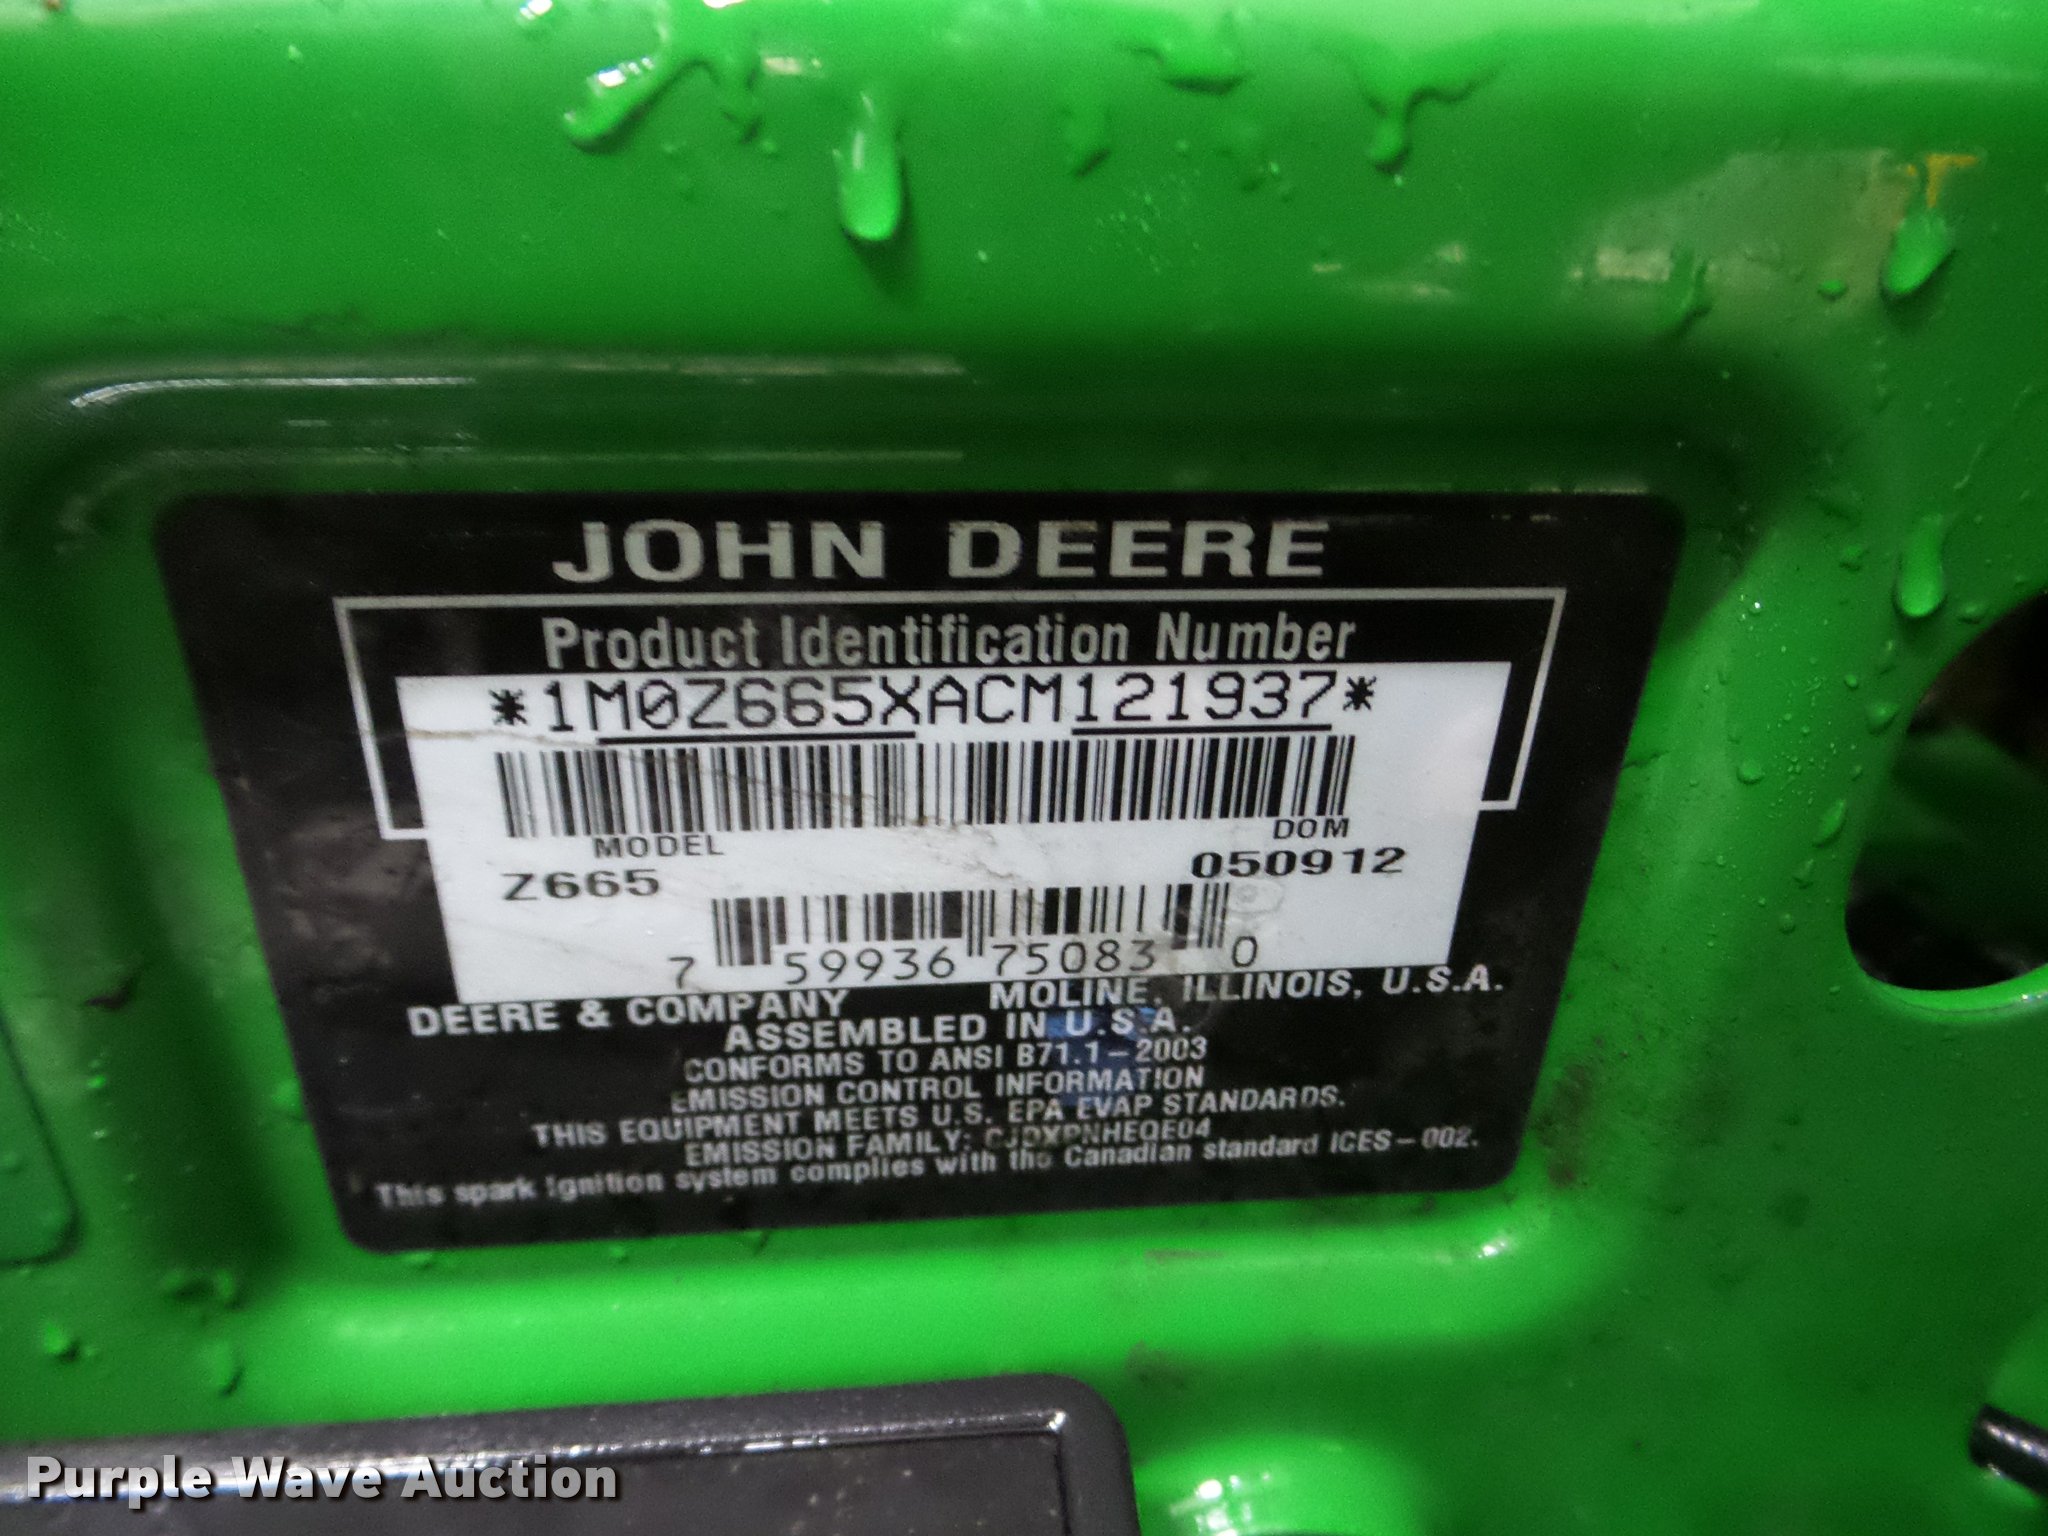 JOHN DEERE
Product Identification Number
*1M0Z665XACM121937*
MODEL DOM
Z665 050912
7 59936 75083 0
DEERE & COMPANY MOLINE, ILLINOIS, U.S.A.
ASSEMBLED IN U.S.A.
CONFORMS TO ANSI B71.1-2003
EMISSION CONTROL INFORMATION
THIS EQUIPMENT MEETS U.S. EPA EVAP STANDARDS.
EMISSION FAMILY:
This spark ignition system complies with the Canadian standard ICES-002.
Purple Wave Auction